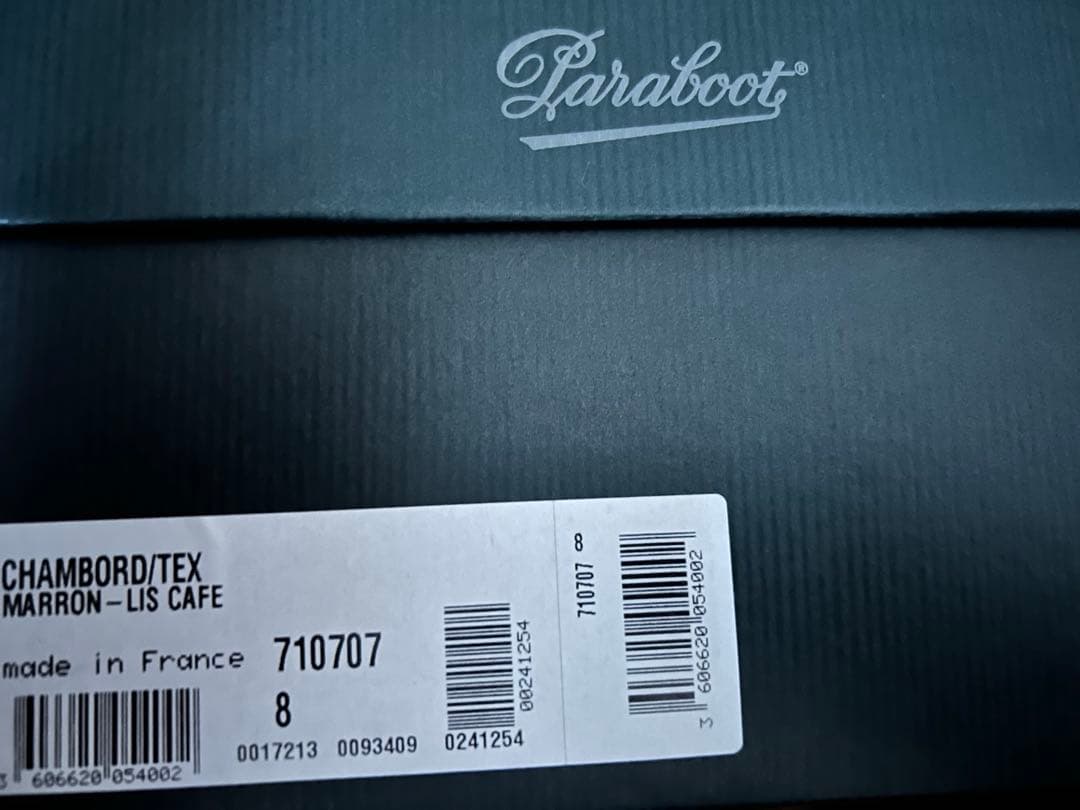 Paraboot®
CHAMBORD/TEX
MARRON-LIS CAFE
made in France 710707
8
0017213 0093409 0241254
3 606620 054002
00241254
710707 8
3 606620 054002